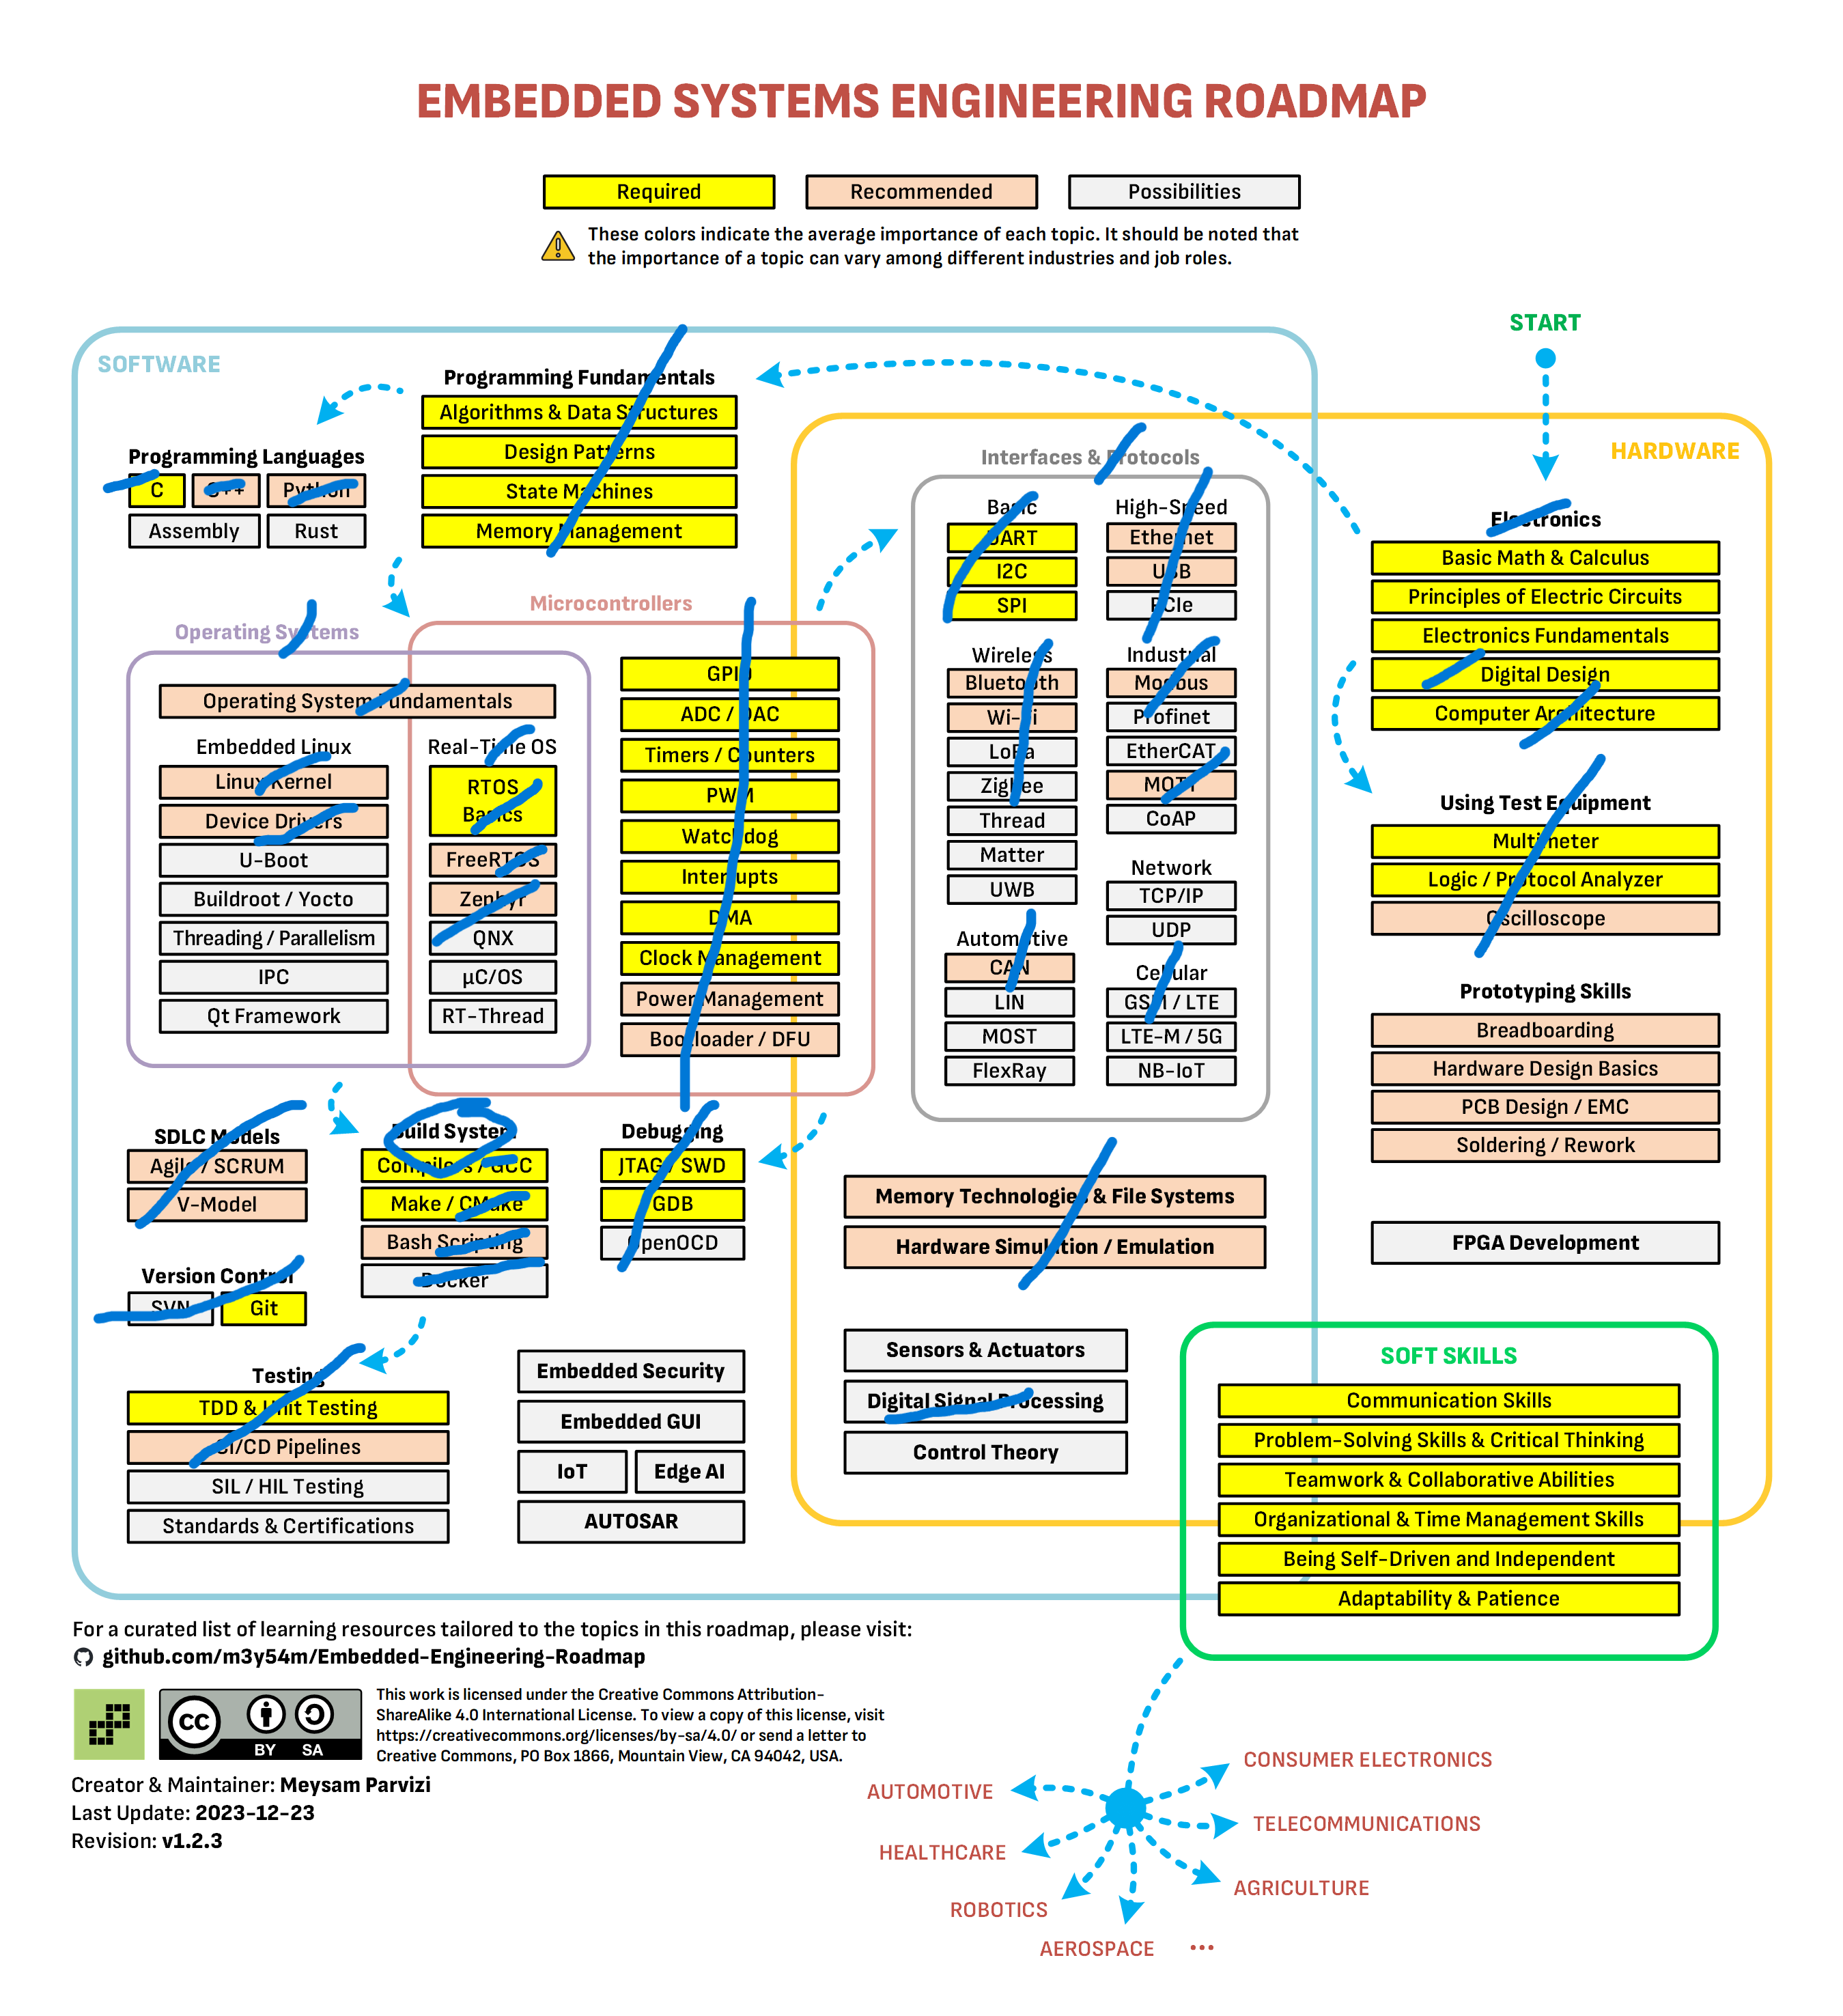 EMBEDDED SYSTEMS ENGINEERING ROADMAP
Required
Recommended
Possibilities
These colors indicate the average importance of each topic. It should be noted that
the importance of a topic can vary among different industries and job roles.
START
SOFTWARE
Programming Fundamentals
Algorithms & Data Structures
Design Patterns
State Machines
Memory Management
Programming Languages
C
C++
Python
Assembly
Rust
Operating Systems
Operating System Fundamentals
Embedded Linux
Linux Kernel
Device Drivers
U-Boot
Buildroot / Yocto
Threading / Parallelism
IPC
Qt Framework
Real-Time OS
RTOS
Basics
FreeRTOS
Zephyr
QNX
µC/OS
RT-Thread
Microcontrollers
GPIO
ADC / DAC
Timers / Counters
PWM
Watchdog
Interrupts
DMA
Clock Management
Power Management
Bootloader / DFU
HARDWARE
Interfaces & Protocols
Basic
UART
I2C
SPI
High-Speed
Ethernet
USB
PCIe
Wireless
Bluetooth
Wi-Fi
LoRa
Zigbee
Thread
Matter
UWB
Industrial
Modbus
Profinet
EtherCAT
MQTT
CoAP
Network
TCP/IP
UDP
Automotive
CAN
LIN
MOST
FlexRay
Cellular
GSM / LTE
LTE-M / 5G
NB-IoT
Electronics
Basic Math & Calculus
Principles of Electric Circuits
Electronics Fundamentals
Digital Design
Computer Architecture
Using Test Equipment
Multimeter
Logic / Protocol Analyzer
Oscilloscope
Prototyping Skills
Breadboarding
Hardware Design Basics
PCB Design / EMC
Soldering / Rework
FPGA Development
SDLC Models
Agile / SCRUM
V-Model
Build System
Compilers / GCC
Make / CMake
Bash Scripting
Docker
Debugging
JTAG / SWD
GDB
OpenOCD
Version Control
SVN
Git
Testing
TDD & Unit Testing
CI/CD Pipelines
SIL / HIL Testing
Standards & Certifications
Embedded Security
Embedded GUI
IoT
Edge AI
AUTOSAR
Memory Technologies & File Systems
Hardware Simulation / Emulation
Sensors & Actuators
Digital Signal Processing
Control Theory
SOFT SKILLS
Communication Skills
Problem-Solving Skills & Critical Thinking
Teamwork & Collaborative Abilities
Organizational & Time Management Skills
Being Self-Driven and Independent
Adaptability & Patience
For a curated list of learning resources tailored to the topics in this roadmap, please visit:
github.com/m3y54m/Embedded-Engineering-Roadmap
cc
BY SA
This work is licensed under the Creative Commons Attribution-
ShareAlike 4.0 International License. To view a copy of this license, visit
https://creativecommons.org/licenses/by-sa/4.0/ or send a letter to
Creative Commons, PO Box 1866, Mountain View, CA 94042, USA.
Creator & Maintainer: Meysam Parvizi
Last Update: 2023-12-23
Revision: v1.2.3
AUTOMOTIVE
HEALTHCARE
ROBOTICS
AEROSPACE
...
AGRICULTURE
TELECOMMUNICATIONS
CONSUMER ELECTRONICS